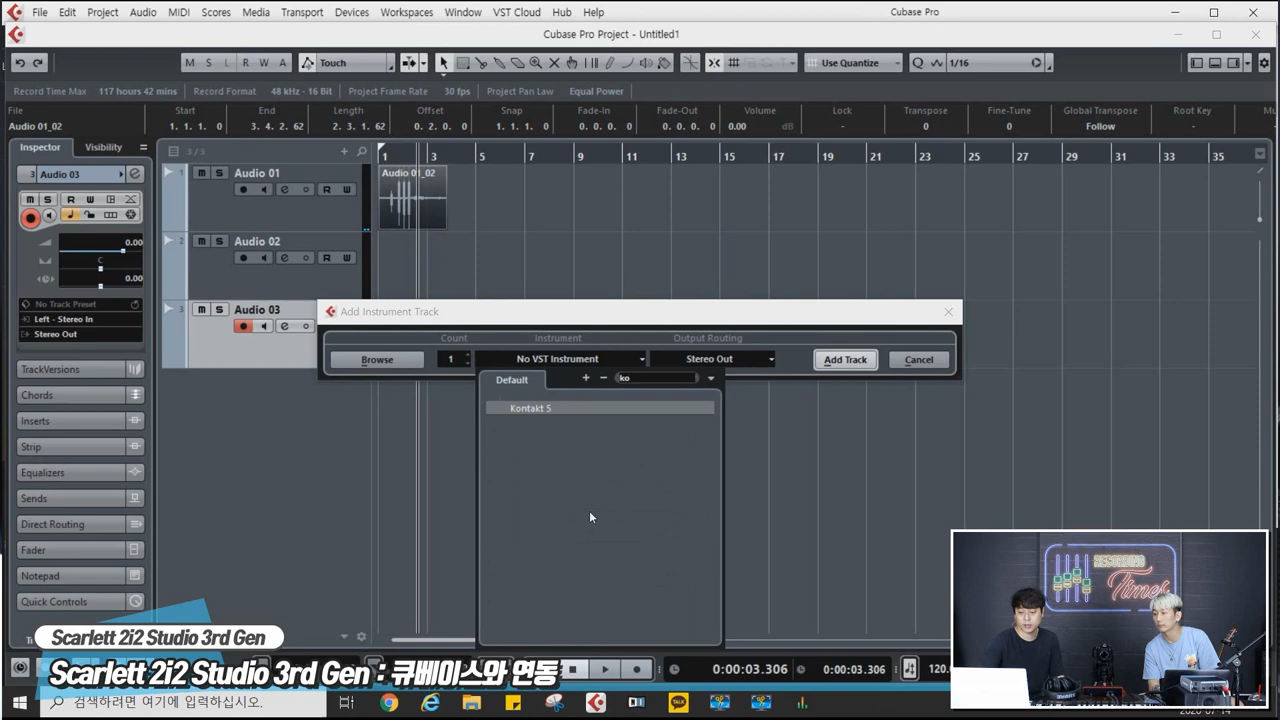 File Edit Project Audio MIDI Scores Media Transport Devices Workspaces Window VST Cloud Hub Help Cubase Pro
Cubase Pro Project - Untitled1
M S L R W A Touch Use Quantize Q 1/16
Record Time Max 117 hours 42 mins Record Format 48 kHz - 16 Bit Project Frame Rate 30 fps Project Pan Law Equal Power
File Start End Length Offset Snap Fade-In Fade-Out Volume Lock Transpose Fine-Tune Global Transpose Root Key
Audio 01_02 1. 1. 1. 0 3. 4. 2. 62 2. 3. 1. 62 0. 2. 0. 0 1. 1. 1. 0 0. 0. 0. 0 0. 0. 0. 0 0.00 dB - 0 0 Follow -
Inspector Visibility 3 / 3 1 3 5 7 9 11 13 15 17 19 21 23 25 27 29 31 33 35
3 Audio 03
1 m S Audio 01 R W
Audio 01_02
m S R W
0.00
C
0.00
2 m S Audio 02 R W
No Track Preset
Left - Stereo In
Stereo Out
3 m S Audio 03
Add Instrument Track
Count Instrument Output Routing
Browse 1 No VST Instrument Stereo Out Add Track Cancel
Default + - ko
Kontakt 5
TrackVersions
Chords
Inserts
Strip
Equalizers
Sends
Direct Routing
Fader
Notepad
Quick Controls
RECORDING
Times
Scarlett 2i2 Studio 3rd Gen
Scarlett 2i2 Studio 3rd Gen : 큐베이스와 연동
0:00:03.306 0:00:03.306 120.
검색하려면 여기에 입력하십시오.
TALK
2020-07-14